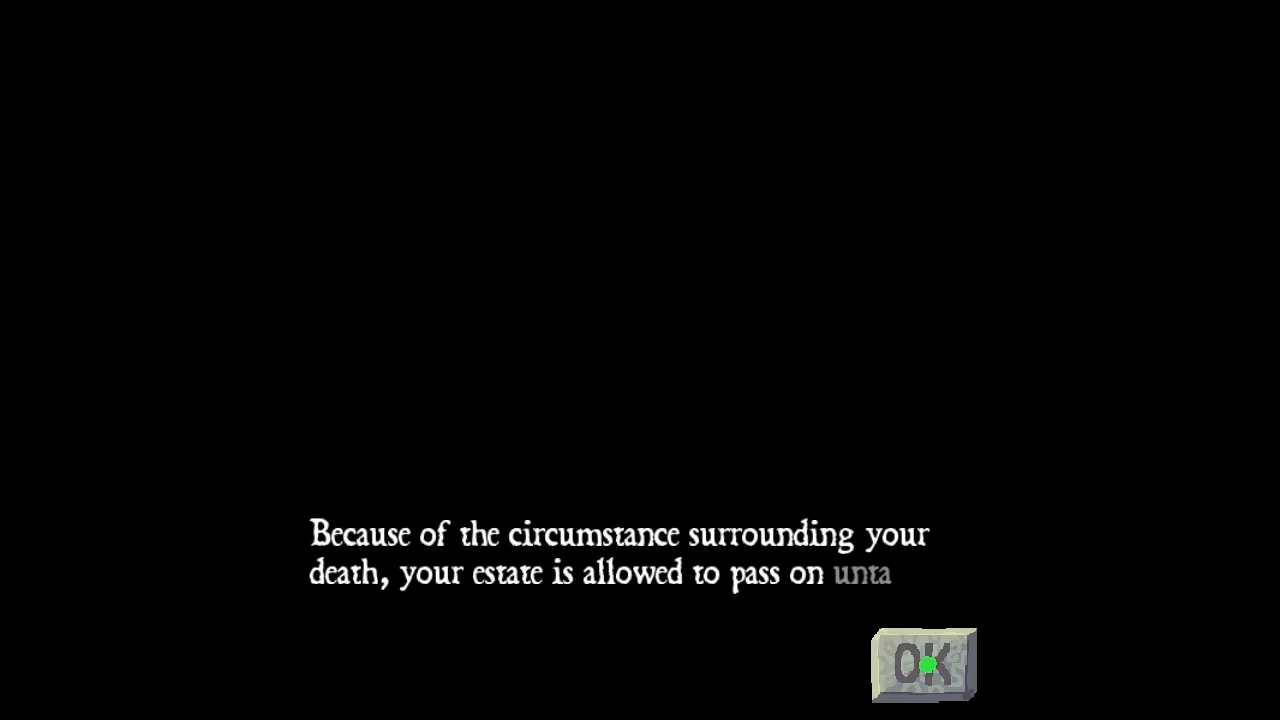 Because of the circumstance surrounding your
death, your estate is allowed to pass on unta
OK